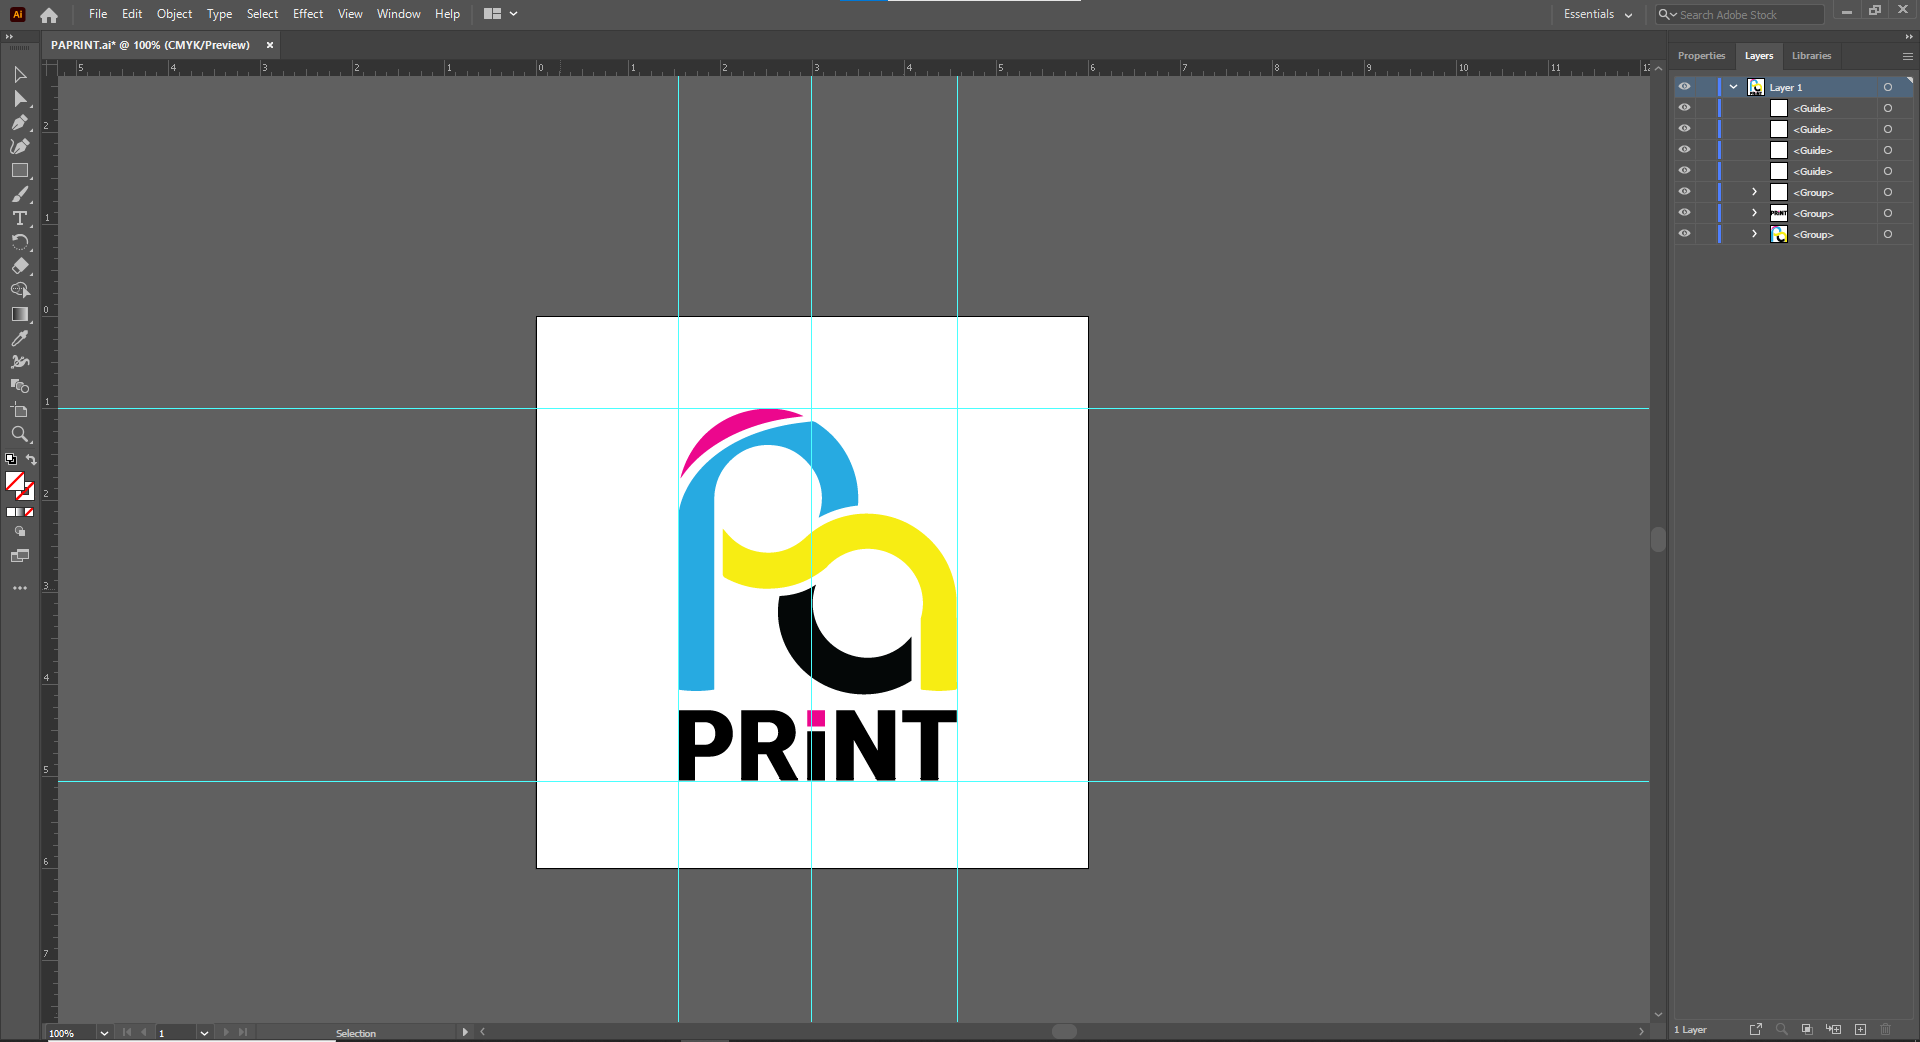 Ai File Edit Object Type Select Effect View Window Help Essentials Search Adobe Stock
PAPRINT.ai* @ 100% (CMYK/Preview) ×
5 4 3 2 1 0 1 2 3 4 5 6 7 8 9 10 11 12
Properties Layers Libraries
Layer 1
<Guide>
<Guide>
<Guide>
<Guide>
<Group>
<Group>
<Group>
2
1
0
1
2
3
4
5
6
7
PRiNT
100% 1 Selection
1 Layer